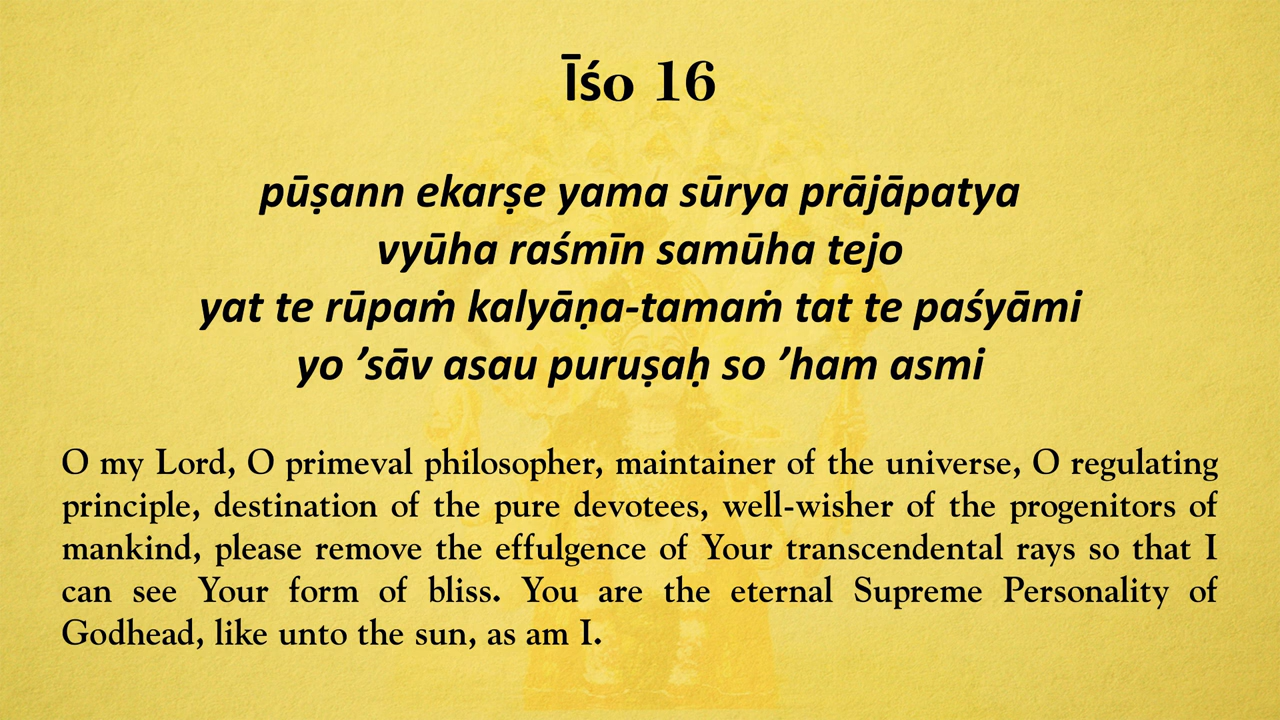 Īśo 16
pūṣann ekarṣe yama sūrya prājāpatya
vyūha raśmīn samūha tejo
yat te rūpaṁ kalyāṇa-tamaṁ tat te paśyāmi
yo ’sāv asau puruṣaḥ so ’ham asmi
O my Lord, O primeval philosopher, maintainer of the universe, O regulating
principle, destination of the pure devotees, well-wisher of the progenitors of
mankind, please remove the effulgence of Your transcendental rays so that I
can see Your form of bliss. You are the eternal Supreme Personality of
Godhead, like unto the sun, as am I.